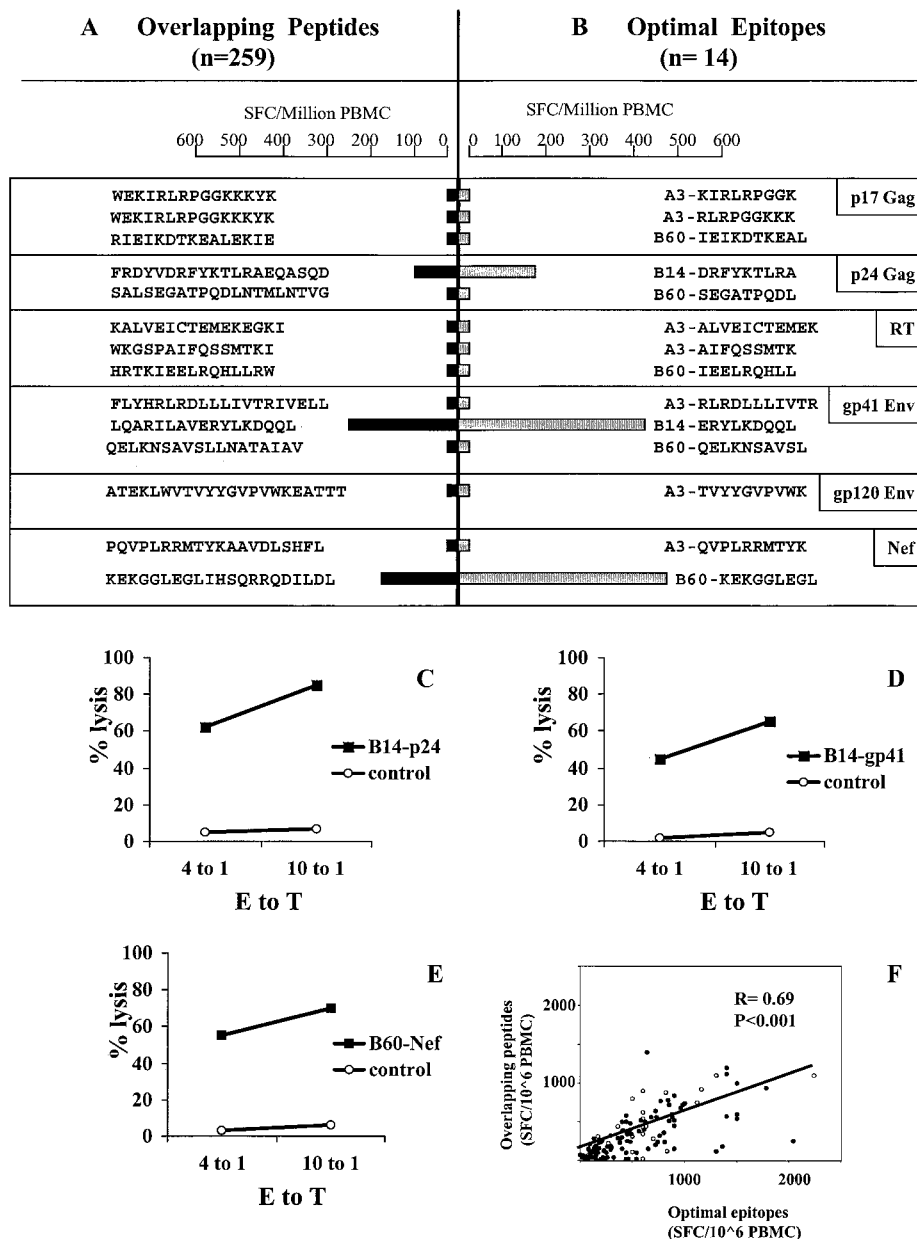 A Overlapping Peptides
(n=259)
B Optimal Epitopes
(n= 14)
SFC/Million PBMC
600 500 400 300 200 100 0
SFC/Million PBMC
0 100 200 300 400 500 600
WEKIRLRPGGKKKYK A3-KIRLRPGGK p17 Gag
WEKIRLRPGGKKKYK A3-RLRPGGKKK
RIEIKDTKEALEKIE B60-IEIKDTKEAL
FRDYVDRFYKTLRAEQASQD B14-DRFYKTLRA p24 Gag
SALSEGATPQDLNTMLNTVG B60-SEGATPQDL
KALVEICTEMEKEGKI A3-ALVEICTEMEK RT
WKGSPAIFQSSMTKI A3-AIFQSSMTK
HRTKIEELRQHLLRW B60-IEELRQHLL
FLYHRLRDLLLIVTRIVELL A3-RLRDLLLIVTR gp41 Env
LQARILAVERYLKDQQL B14-ERYLKDQQL
QELKNSAVSLLNATAIAV B60-QELKNSAVSL
ATEKLWVTVYYGVPVWKEATTT A3-TVYYGVPVWK gp120 Env
PQVPLRRMTYKAAVDLSHFL A3-QVPLRRMTYK Nef
KEKGGLEGLIHSQRRQDILDL B60-KEKGGLEGL
C
% lysis
100
80
60
40
20
0
B14-p24
control
4 to 1 10 to 1
E to T
D
% lysis
100
80
60
40
20
0
B14-gp41
control
4 to 1 10 to 1
E to T
E
% lysis
100
80
60
40
20
0
B60-Nef
control
4 to 1 10 to 1
E to T
F
R= 0.69
P<0.001
Overlapping peptides
(SFC/10^6 PBMC)
2000
1000
1000 2000
Optimal epitopes
(SFC/10^6 PBMC)